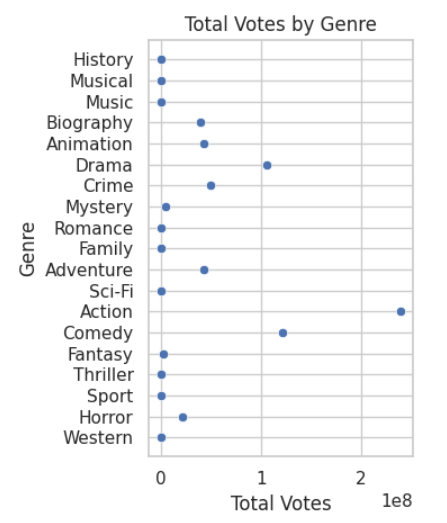 Total Votes by Genre
History
Musical
Music
Biography
Animation
Drama
Crime
Mystery
Romance
Family
Adventure
Sci-Fi
Action
Comedy
Fantasy
Thriller
Sport
Horror
Western
Genre
0 1 2
1e8
Total Votes